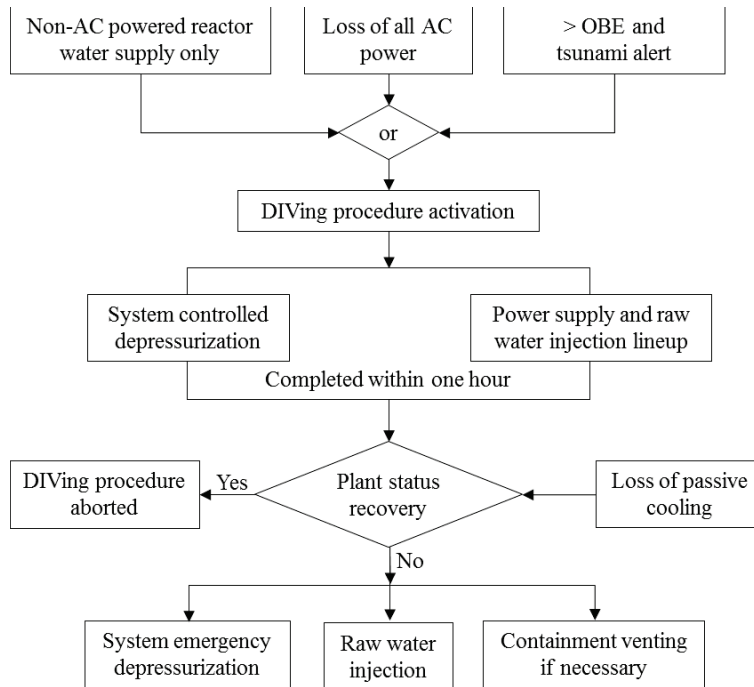 Non-AC powered reactor
water supply only
Loss of all AC
power
> OBE and
tsunami alert
or
DIVing procedure activation
System controlled
depressurization
Power supply and raw
water injection lineup
Completed within one hour
DIVing procedure
aborted
Yes
Plant status
recovery
Loss of passive
cooling
No
System emergency
depressurization
Raw water
injection
Containment venting
if necessary